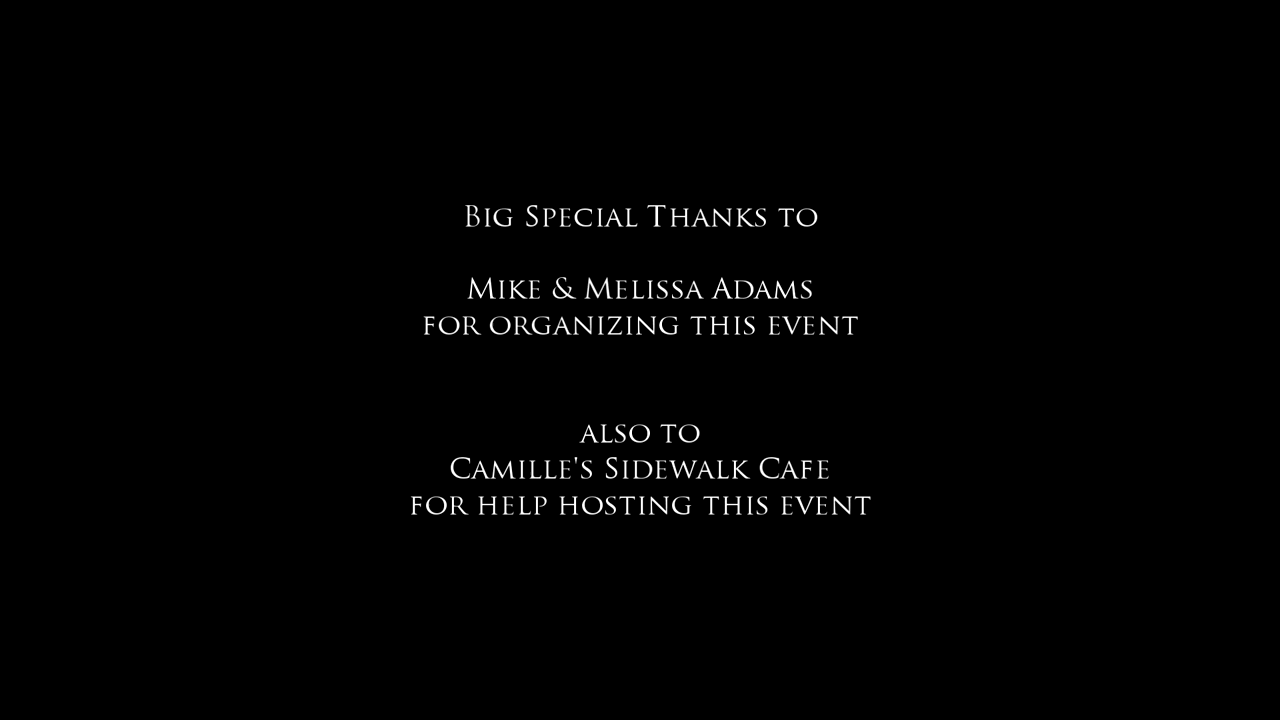 Big Special Thanks to
Mike & Melissa Adams
for organizing this event
also to
Camille's Sidewalk Cafe
for help hosting this event